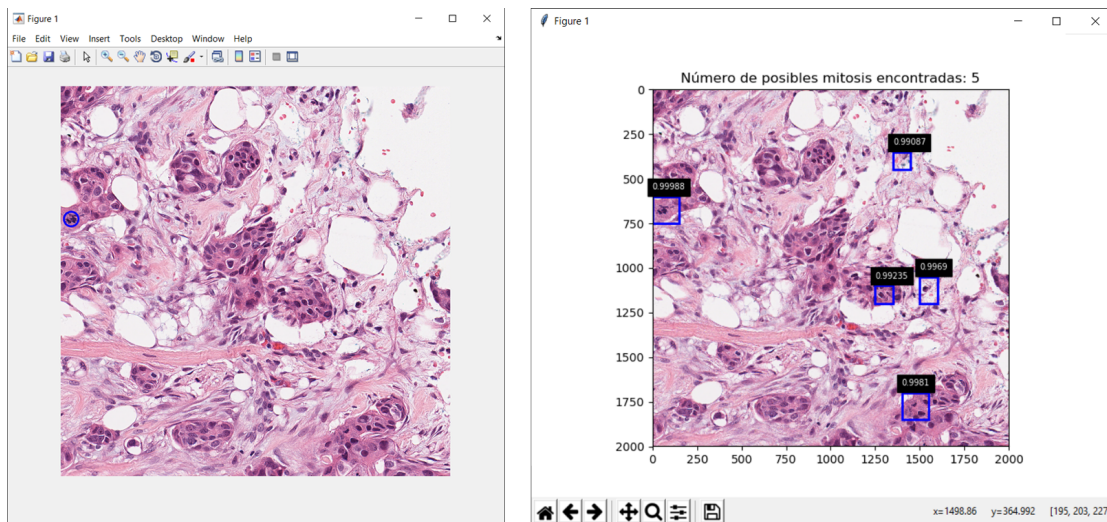 Figure 1
File Edit View Insert Tools Desktop Window Help
Figure 1
Número de posibles mitosis encontradas: 5
0
250
500
750
1000
1250
1500
1750
2000
0 250 500 750 1000 1250 1500 1750 2000
0.99087
0.99988
0.9969
0.99235
0.9981
x=1498.86 y=364.992 [195, 203, 227